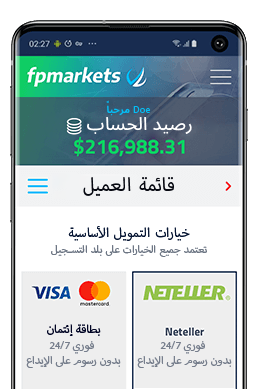 02:27
fpmarkets
مرحباً Doe
رصيد الحساب
$216,988.31
قائمة العميل
خيارات التمويل الأساسية
تعتمد جميع الخيارات على بلد التسجيل
VISA mastercard
NETELLER
بطاقة إئتمان
فوري 24/7
بدون رسوم على الإيداع
Neteller
فوري 24/7
بدون رسوم على الإيداع